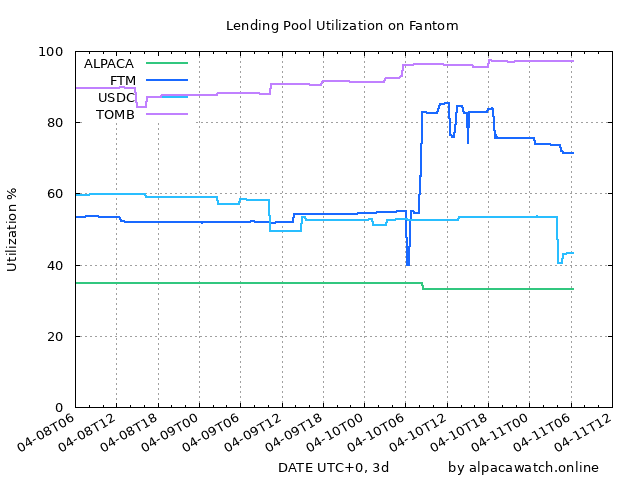 Lending Pool Utilization on Fantom
Utilization %
100
80
60
40
20
0
ALPACA
FTM
USDC
TOMB
04-08T06
04-08T12
04-08T18
04-09T00
04-09T06
04-09T12
04-09T18
04-10T00
04-10T06
04-10T12
04-10T18
04-11T00
04-11T06
04-11T12
DATE UTC+0, 3d
by alpacawatch.online